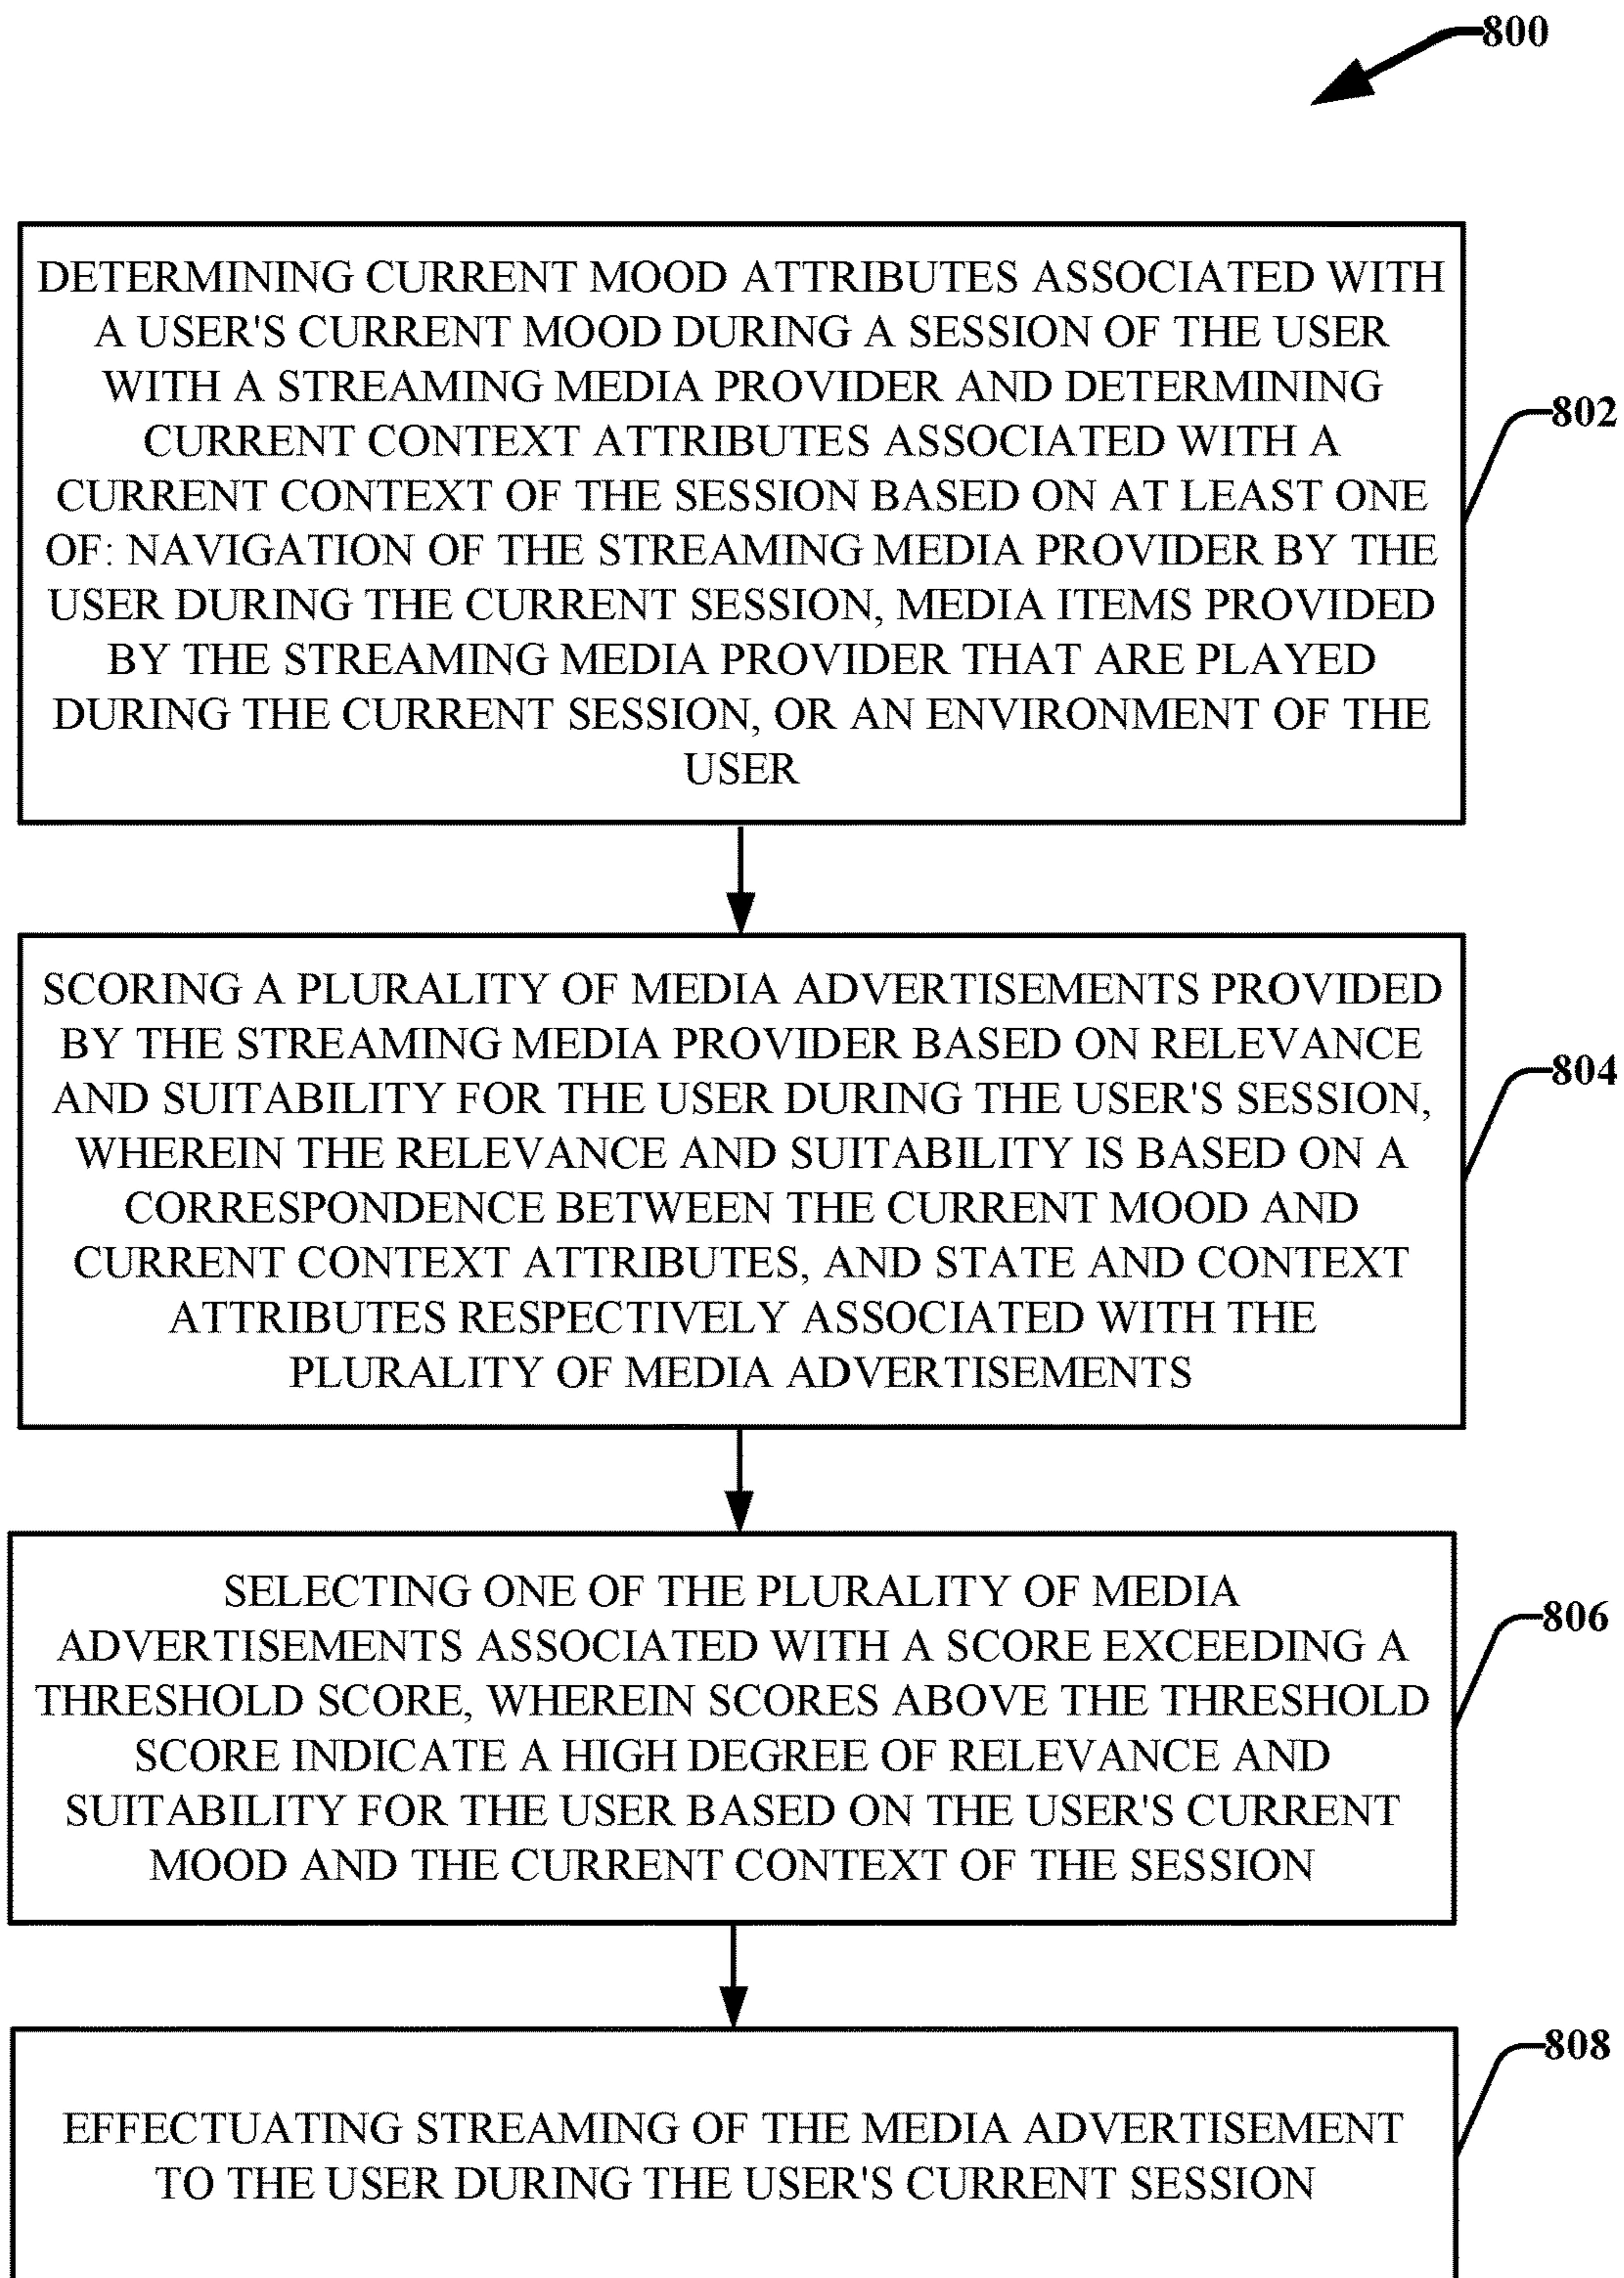 800
DETERMINING CURRENT MOOD ATTRIBUTES ASSOCIATED WITH
A USER'S CURRENT MOOD DURING A SESSION OF THE USER
WITH A STREAMING MEDIA PROVIDER AND DETERMINING
CURRENT CONTEXT ATTRIBUTES ASSOCIATED WITH A
CURRENT CONTEXT OF THE SESSION BASED ON AT LEAST ONE
OF: NAVIGATION OF THE STREAMING MEDIA PROVIDER BY THE
USER DURING THE CURRENT SESSION, MEDIA ITEMS PROVIDED
BY THE STREAMING MEDIA PROVIDER THAT ARE PLAYED
DURING THE CURRENT SESSION, OR AN ENVIRONMENT OF THE
USER
802
SCORING A PLURALITY OF MEDIA ADVERTISEMENTS PROVIDED
BY THE STREAMING MEDIA PROVIDER BASED ON RELEVANCE
AND SUITABILITY FOR THE USER DURING THE USER'S SESSION,
WHEREIN THE RELEVANCE AND SUITABILITY IS BASED ON A
CORRESPONDENCE BETWEEN THE CURRENT MOOD AND
CURRENT CONTEXT ATTRIBUTES, AND STATE AND CONTEXT
ATTRIBUTES RESPECTIVELY ASSOCIATED WITH THE
PLURALITY OF MEDIA ADVERTISEMENTS
804
SELECTING ONE OF THE PLURALITY OF MEDIA
ADVERTISEMENTS ASSOCIATED WITH A SCORE EXCEEDING A
THRESHOLD SCORE, WHEREIN SCORES ABOVE THE THRESHOLD
SCORE INDICATE A HIGH DEGREE OF RELEVANCE AND
SUITABILITY FOR THE USER BASED ON THE USER'S CURRENT
MOOD AND THE CURRENT CONTEXT OF THE SESSION
806
EFFECTUATING STREAMING OF THE MEDIA ADVERTISEMENT
TO THE USER DURING THE USER'S CURRENT SESSION
808